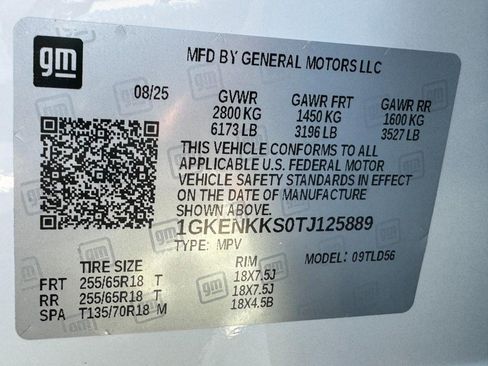 gm
MFD BY GENERAL MOTORS LLC
08/25 GVWR GAWR FRT GAWR RR
2800 KG 1450 KG 1600 KG
6173 LB 3196 LB 3527 LB
THIS VEHICLE CONFORMS TO ALL
APPLICABLE U.S. FEDERAL MOTOR
VEHICLE SAFETY STANDARDS IN EFFECT
ON THE DATE OF MANUFACTURE
SHOWN ABOVE.
1GKENKKS0TJ125889
TYPE: MPV MODEL: 09TLD56
TIRE SIZE RIM
FRT 255/65R18 T 18X7.5J
RR 255/65R18 T 18X7.5J
SPA T135/70R18 M 18X4.5B